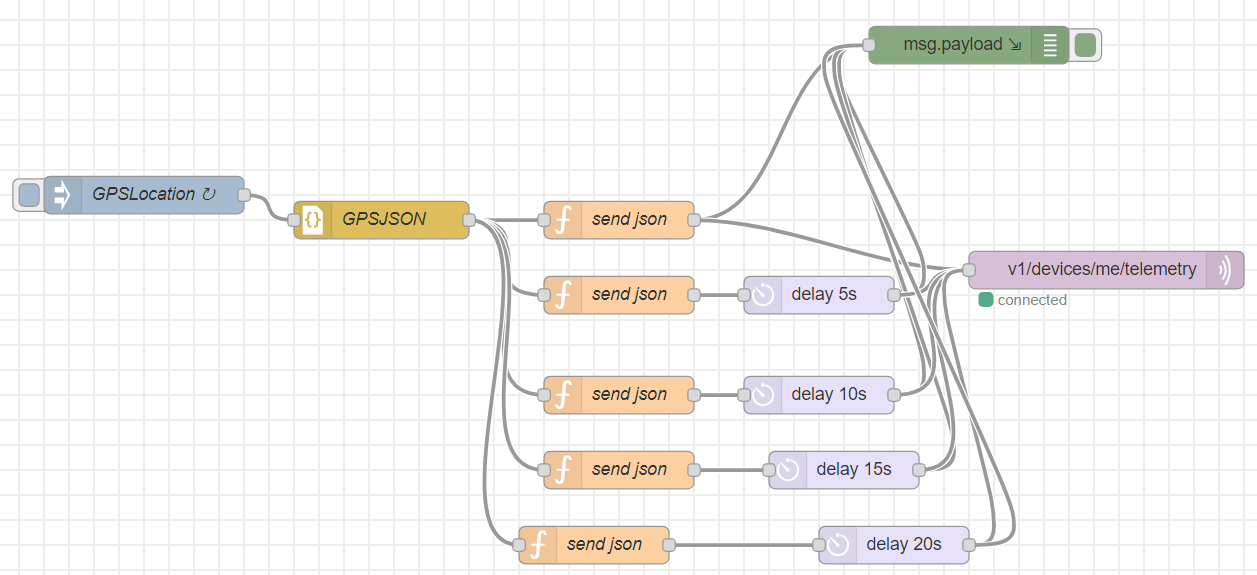 msg.payload
GPSLocation ↻
GPSJSON
send json
v1/devices/me/telemetry
connected
send json
delay 5s
send json
delay 10s
send json
delay 15s
send json
delay 20s